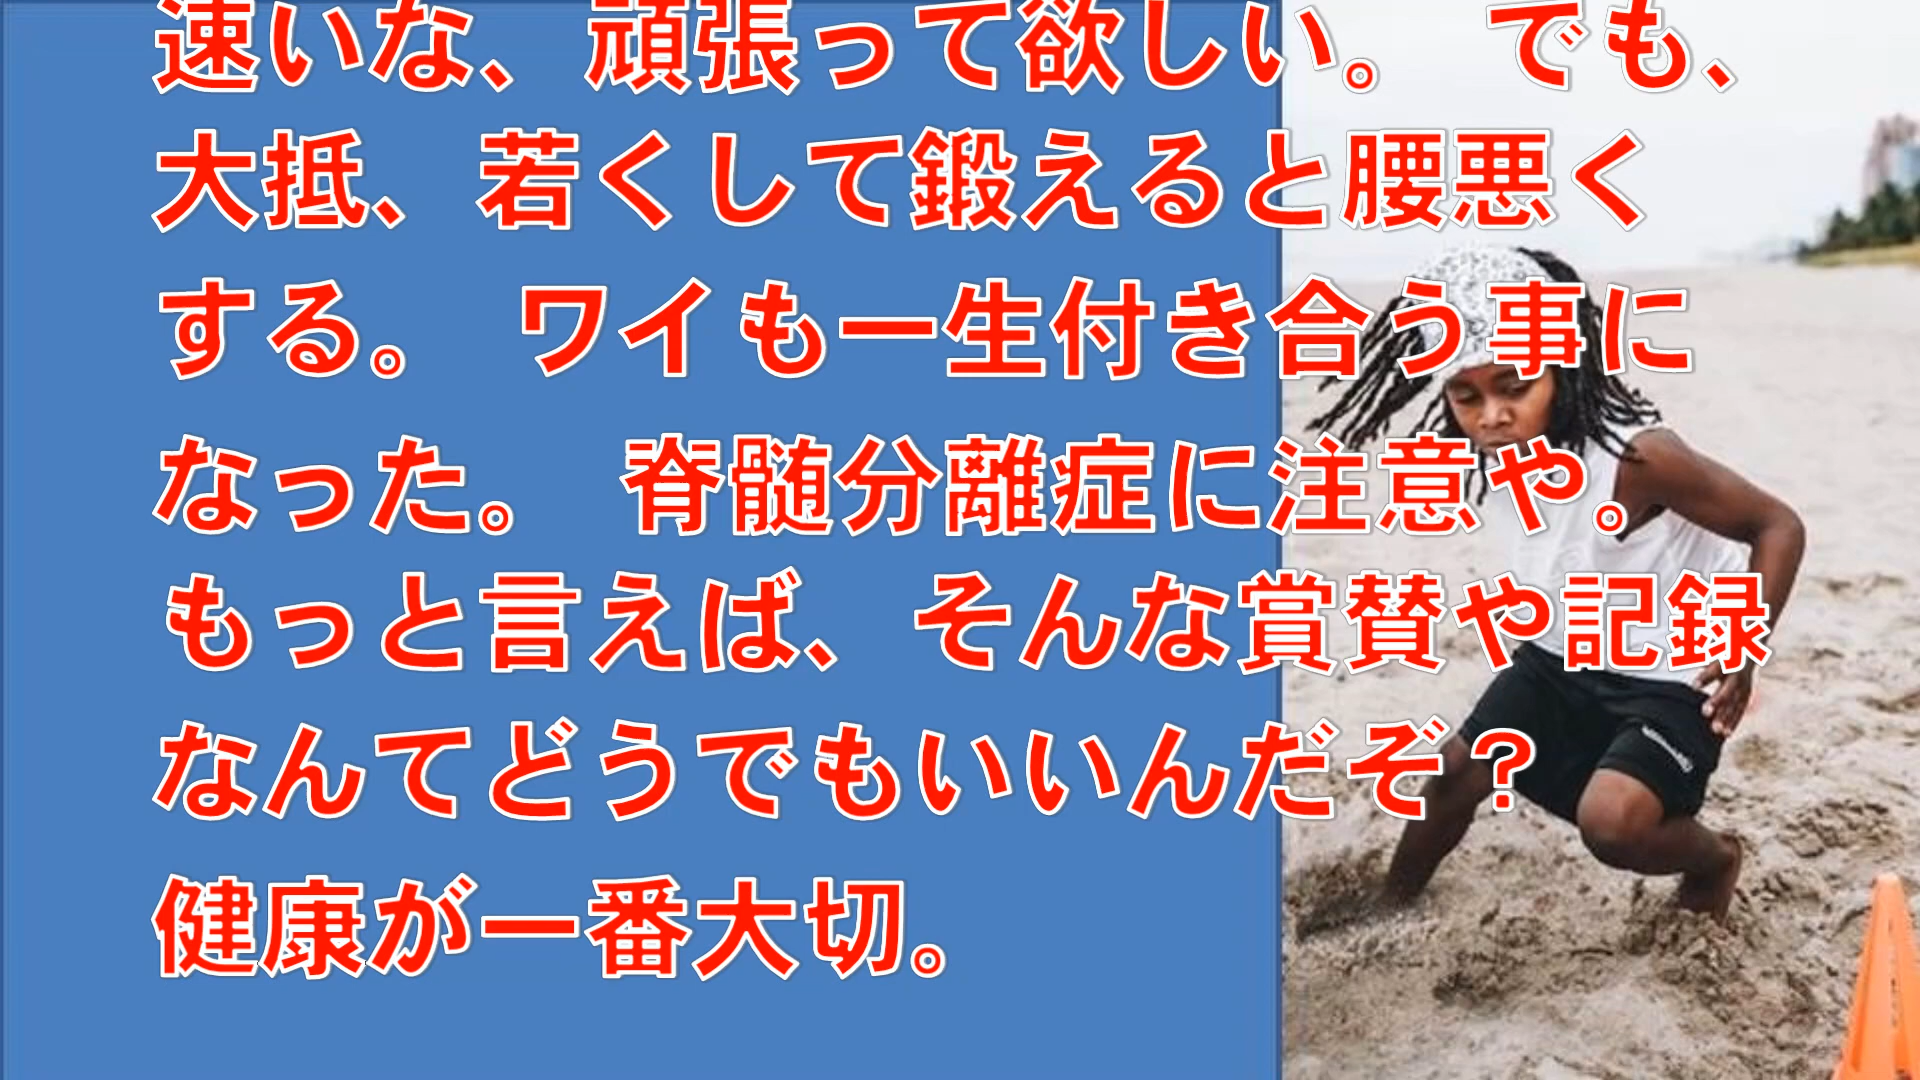 速いな、頑張って欲しい。 でも、
大抵、若くして鍛えると腰悪く
する。 ワイも一生付き合う事に
なった。 脊髄分離症に注意や。
もっと言えば、そんな賞賛や記録
なんてどうでもいいんだぞ？
健康が一番大切。